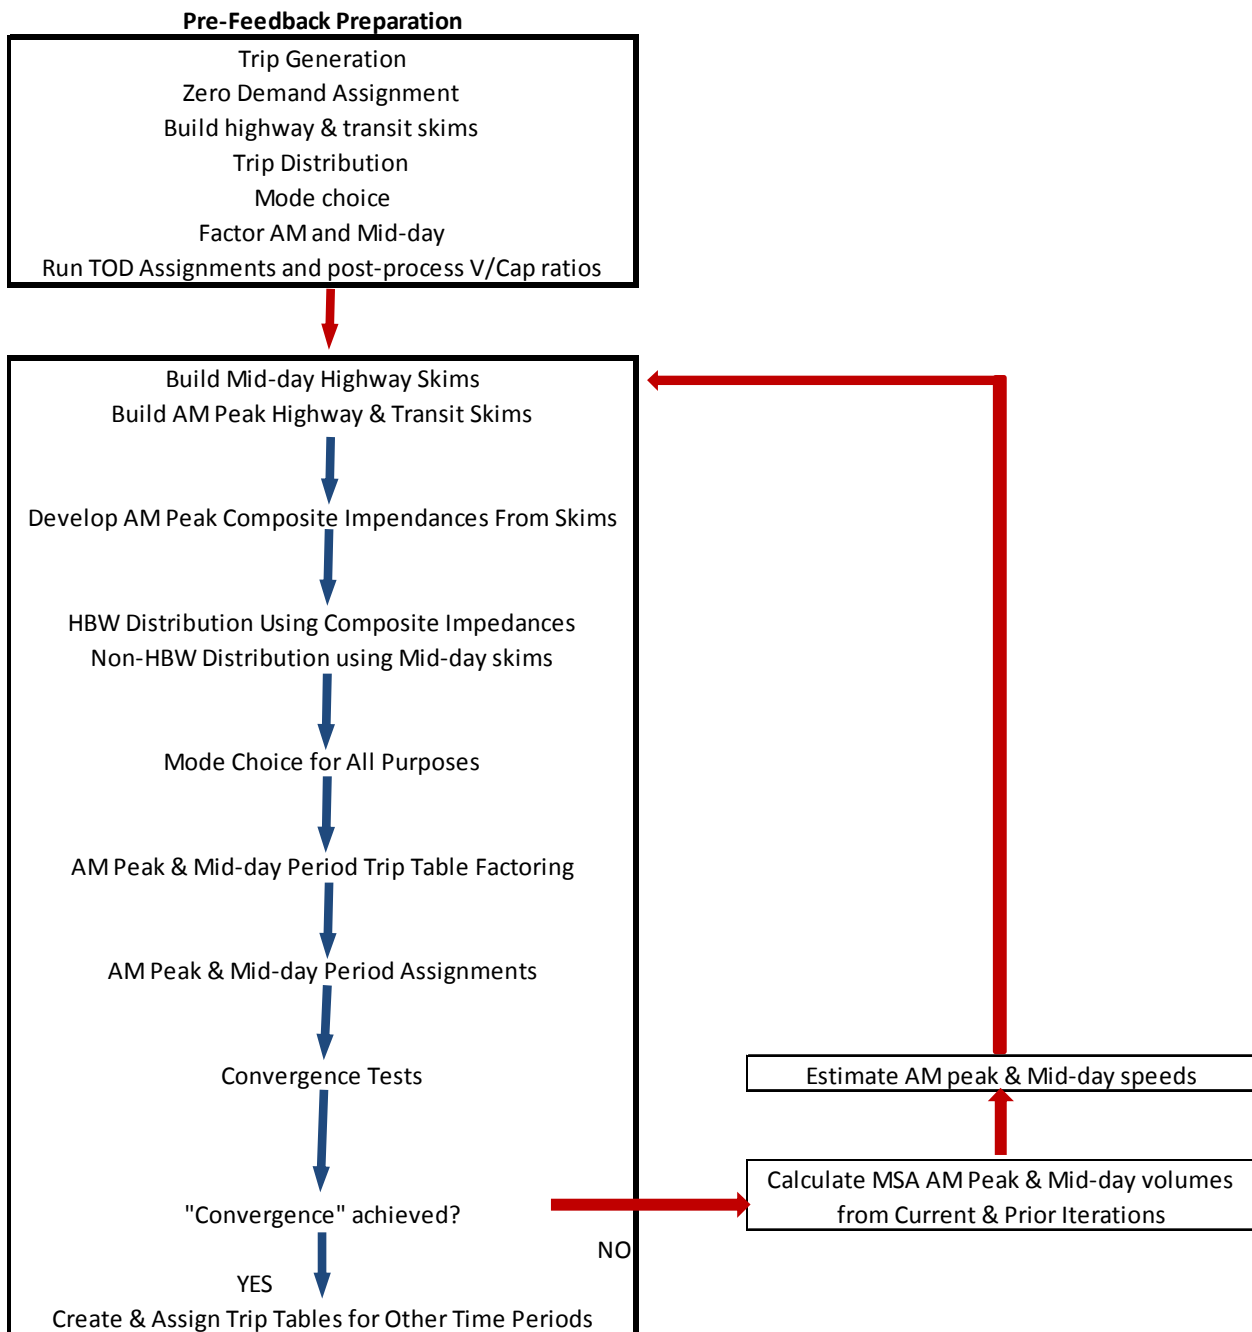 Pre-Feedback Preparation
Trip Generation
Zero Demand Assignment
Build highway & transit skims
Trip Distribution
Mode choice
Factor AM and Mid-day
Run TOD Assignments and post-process V/Cap ratios
Build Mid-day Highway Skims
Build AM Peak Highway & Transit Skims
Develop AM Peak Composite Impendances From Skims
HBW Distribution Using Composite Impedances
Non-HBW Distribution using Mid-day skims
Mode Choice for All Purposes
AM Peak & Mid-day Period Trip Table Factoring
AM Peak & Mid-day Period Assignments
Convergence Tests
"Convergence" achieved?
NO
YES
Create & Assign Trip Tables for Other Time Periods
Calculate MSA AM Peak & Mid-day volumes
from Current & Prior Iterations
Estimate AM peak & Mid-day speeds